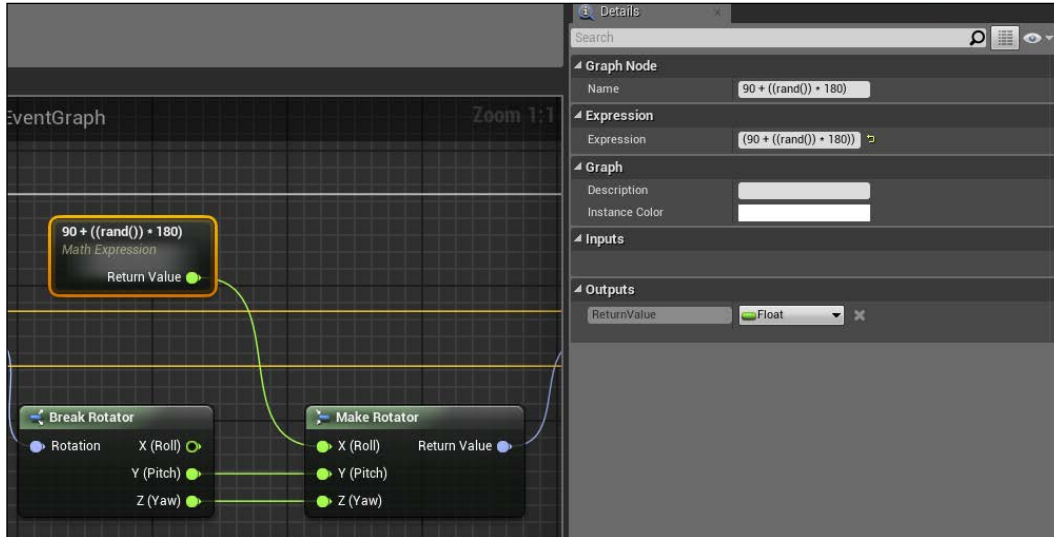 EventGraph
Zoom 1:1
90 + ((rand()) * 180)
Math Expression
Return Value
Break Rotator
Rotation
X (Roll)
Y (Pitch)
Z (Yaw)
Make Rotator
X (Roll)
Return Value
Y (Pitch)
Z (Yaw)
Details
Search
Graph Node
Name
90 + ((rand()) * 180)
Expression
Expression
(90 + ((rand()) * 180))
Graph
Description
Instance Color
Inputs
Outputs
ReturnValue
Float